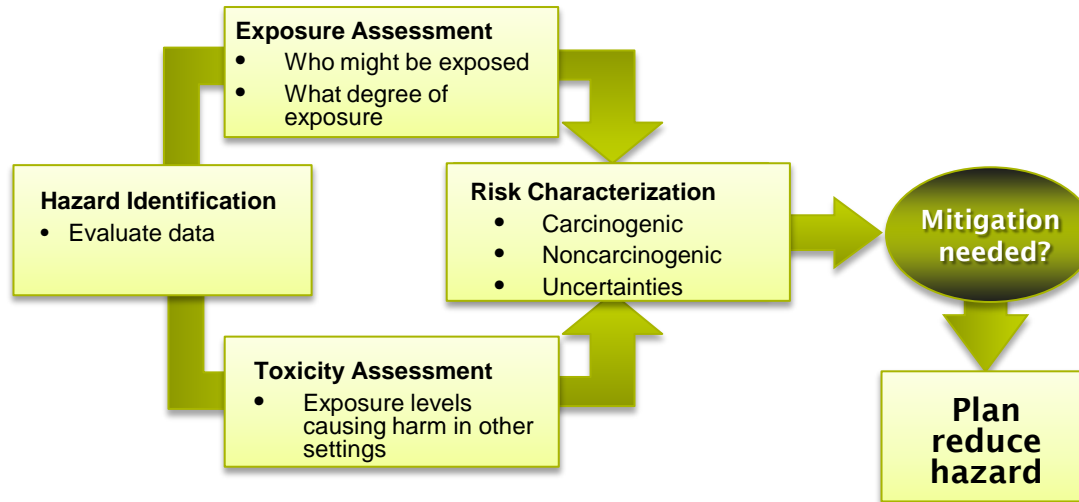 Exposure Assessment
• Who might be exposed
• What degree of
exposure
Hazard Identification
• Evaluate data
Risk Characterization
• Carcinogenic
• Noncarcinogenic
• Uncertainties
Mitigation
needed?
Toxicity Assessment
• Exposure levels
causing harm in other
settings
Plan
reduce
hazard